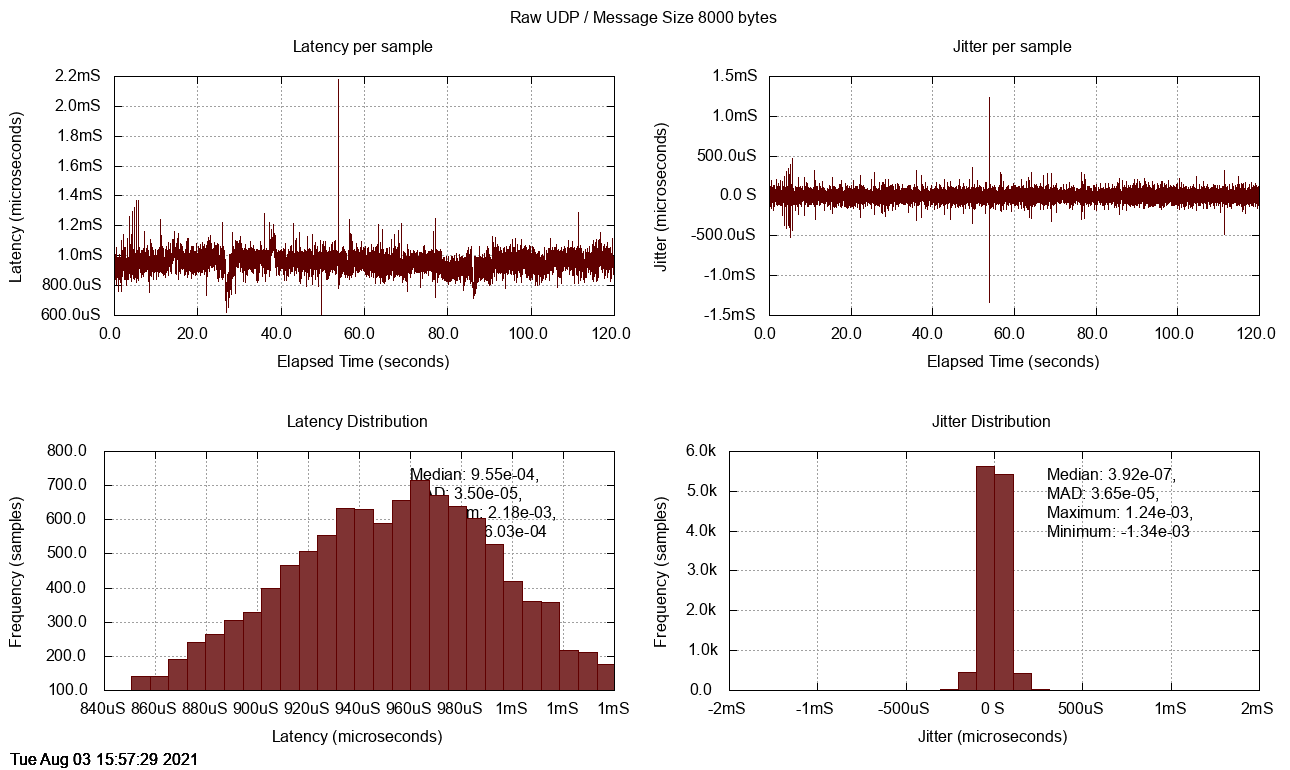 Raw UDP / Message Size 8000 bytes
Latency per sample
2.2mS
2.0mS
1.8mS
1.6mS
1.4mS
1.2mS
1.0mS
800.0uS
600.0uS
Latency (microseconds)
0.0 20.0 40.0 60.0 80.0 100.0 120.0
Elapsed Time (seconds)
Jitter per sample
1.5mS
1.0mS
500.0uS
0.0 S
-500.0uS
-1.0mS
-1.5mS
Jitter (microseconds)
0.0 20.0 40.0 60.0 80.0 100.0 120.0
Elapsed Time (seconds)
Latency Distribution
800.0
700.0
600.0
500.0
400.0
300.0
200.0
100.0
Frequency (samples)
Median: 9.55e-04,
3.50e-05,
2.18e-03,
6.03e-04
840uS 860uS 880uS 900uS 920uS 940uS 960uS 980uS 1mS 1mS 1mS
Latency (microseconds)
Jitter Distribution
6.0k
5.0k
4.0k
3.0k
2.0k
1.0k
0.0
Frequency (samples)
Median: 3.92e-07,
MAD: 3.65e-05,
Maximum: 1.24e-03,
Minimum: -1.34e-03
-2mS -1mS -500uS 0 S 500uS 1mS 2mS
Jitter (microseconds)
Tue Aug 03 15:57:29 2021